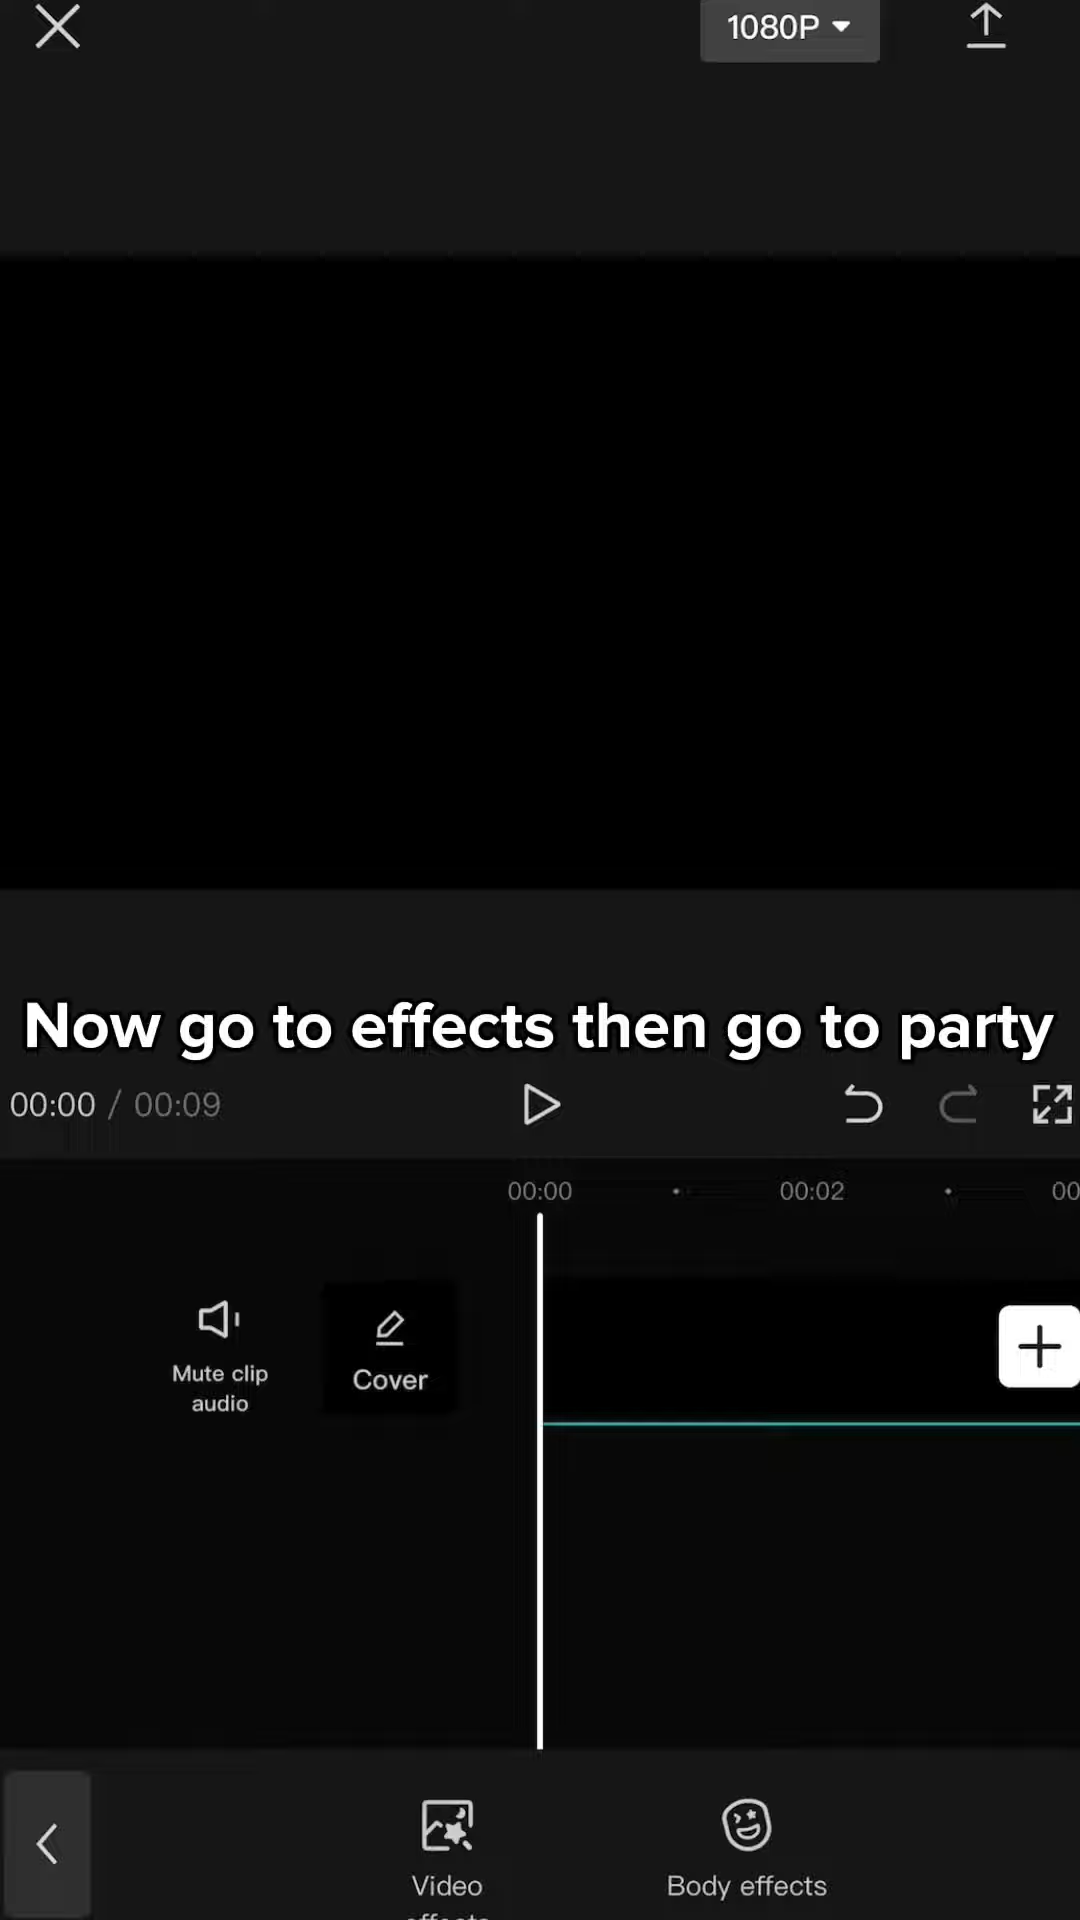 1080P
Now go to effects then go to party
00:00 / 00:09
00:00
00:02
00
Mute clip
audio
Cover
Video
effects
Body effects